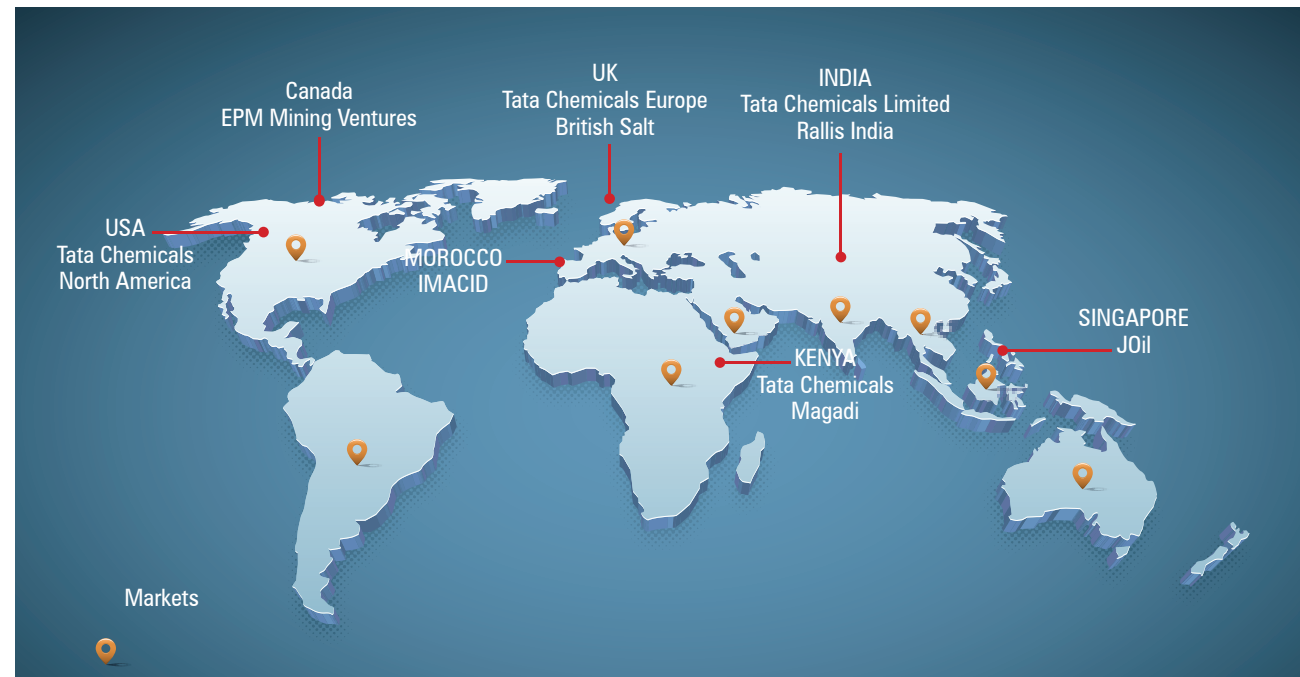 Canada
EPM Mining Ventures
UK
Tata Chemicals Europe
British Salt
INDIA
Tata Chemicals Limited
Rallis India
USA
Tata Chemicals
North America
MOROCCO
IMACID
KENYA
Tata Chemicals
Magadi
SINGAPORE
JOil
Markets